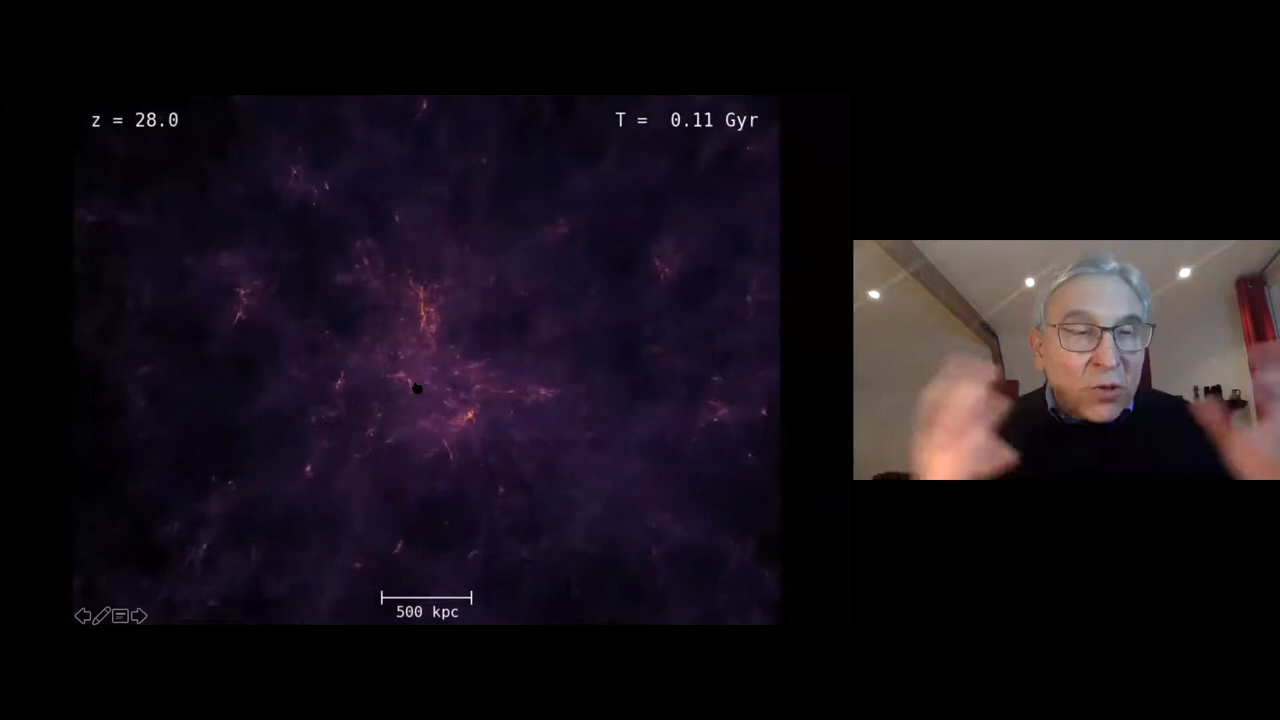 z = 28.0
T = 0.11 Gyr
500 kpc